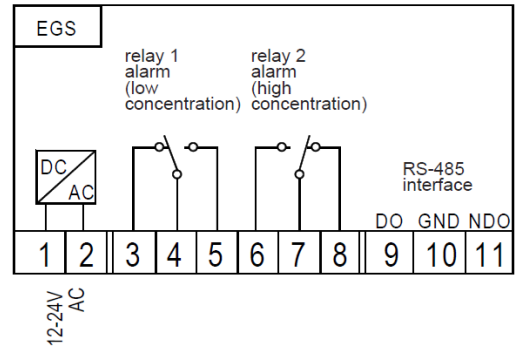 EGS
relay 1
alarm
(low
concentration)
relay 2
alarm
(high
concentration)
DC
AC
RS-485
interface
DO GND NDO
1 2 3 4 5 6 7 8 9 10 11
12-24V
AC